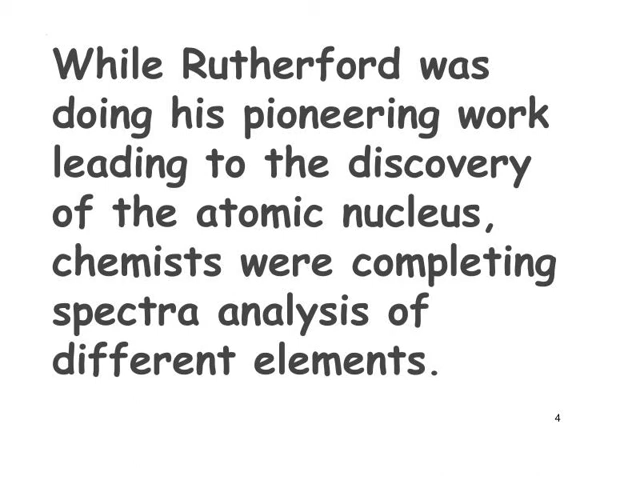 While Rutherford was
doing his pioneering work
leading to the discovery
of the atomic nucleus,
chemists were completing
spectra analysis of
different elements.
4